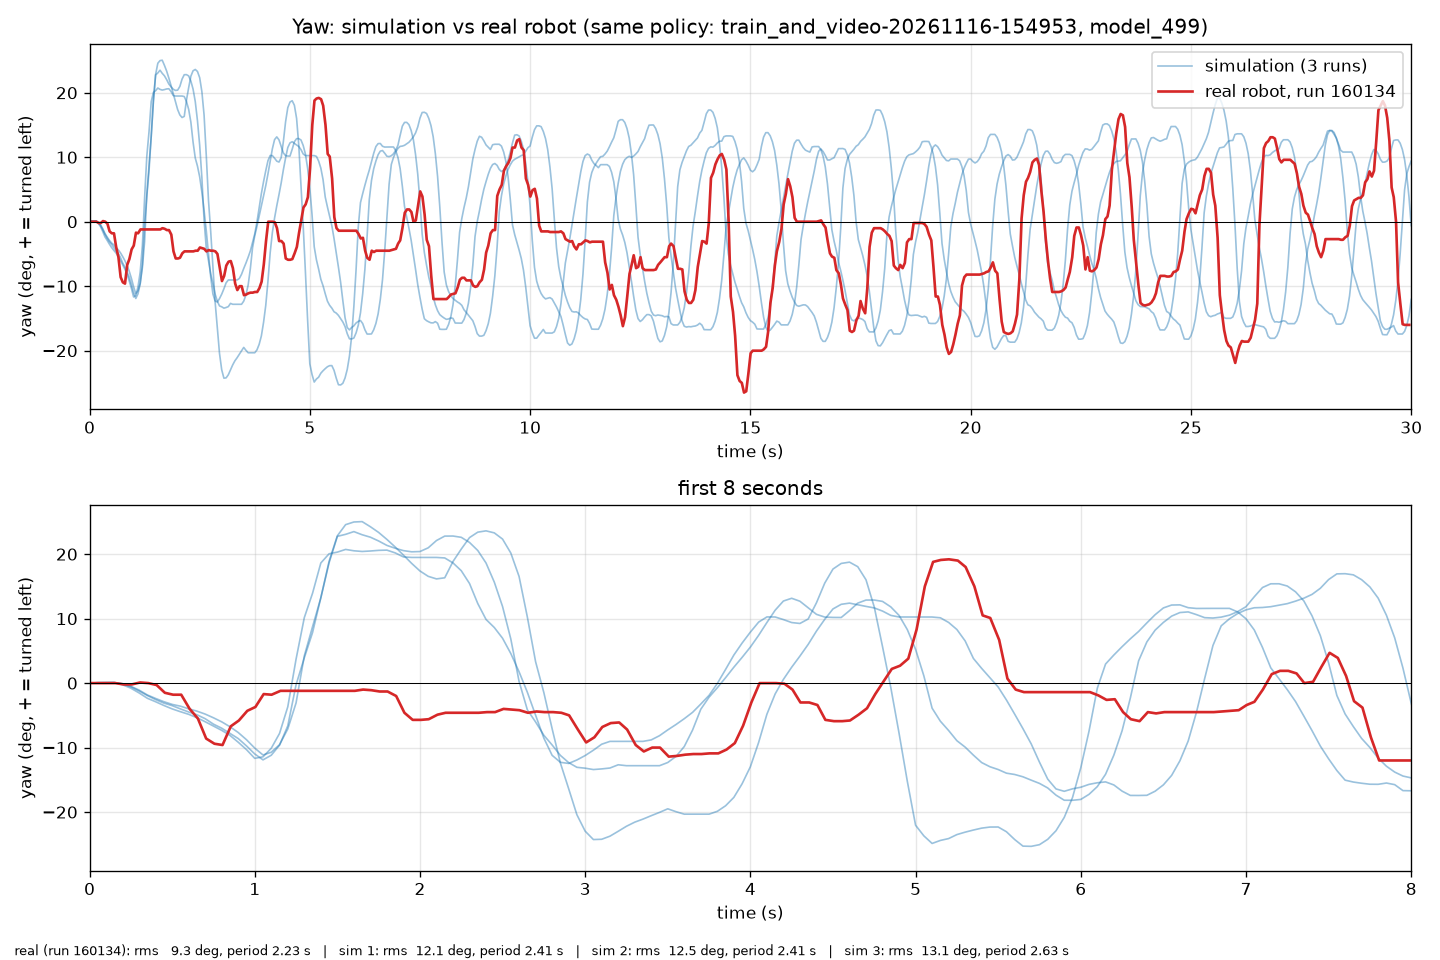 Yaw: simulation vs real robot (same policy: train_and_video-20261116-154953, model_499)
simulation (3 runs)
real robot, run 160134
yaw (deg, + = turned left)
20
10
0
−10
−20
0 5 10 15 20 25 30
time (s)
first 8 seconds
yaw (deg, + = turned left)
20
10
0
−10
−20
0 1 2 3 4 5 6 7 8
time (s)
real (run 160134): rms   9.3 deg, period 2.23 s   |   sim 1: rms  12.1 deg, period 2.41 s   |   sim 2: rms  12.5 deg, period 2.41 s   |   sim 3: rms  13.1 deg, period 2.63 s